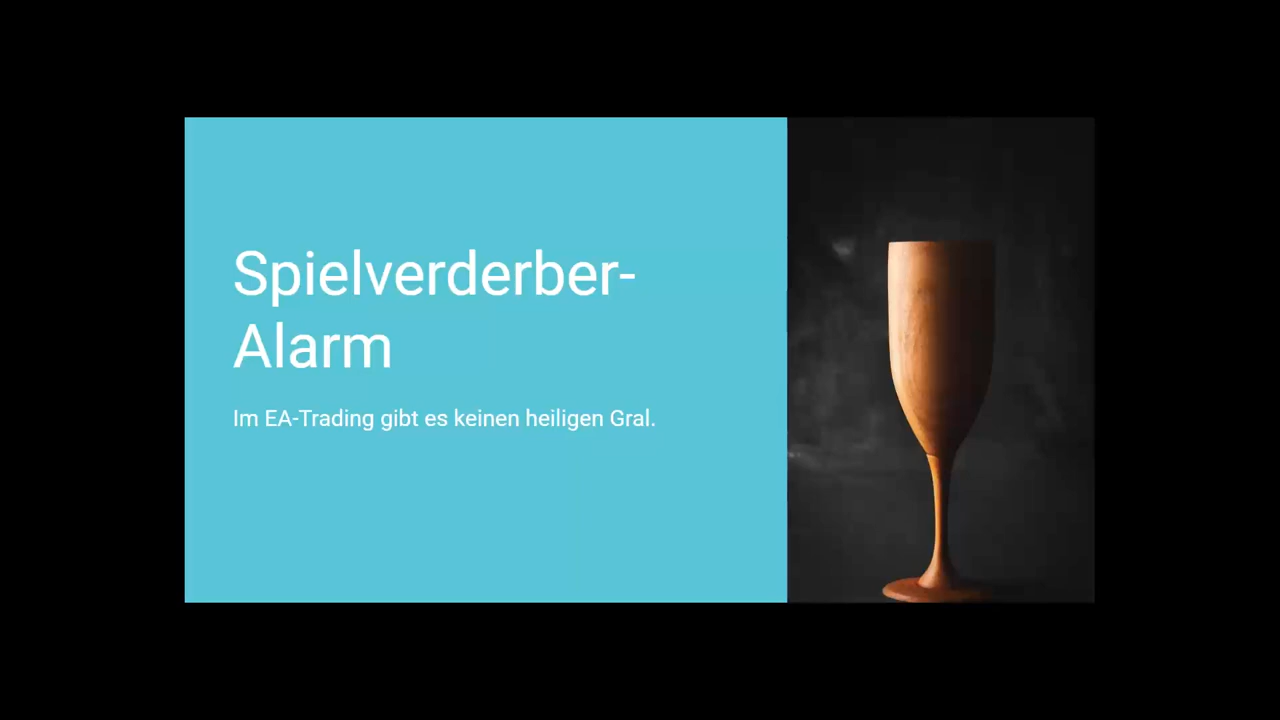 Spielverderber-
Alarm
Im EA-Trading gibt es keinen heiligen Gral.